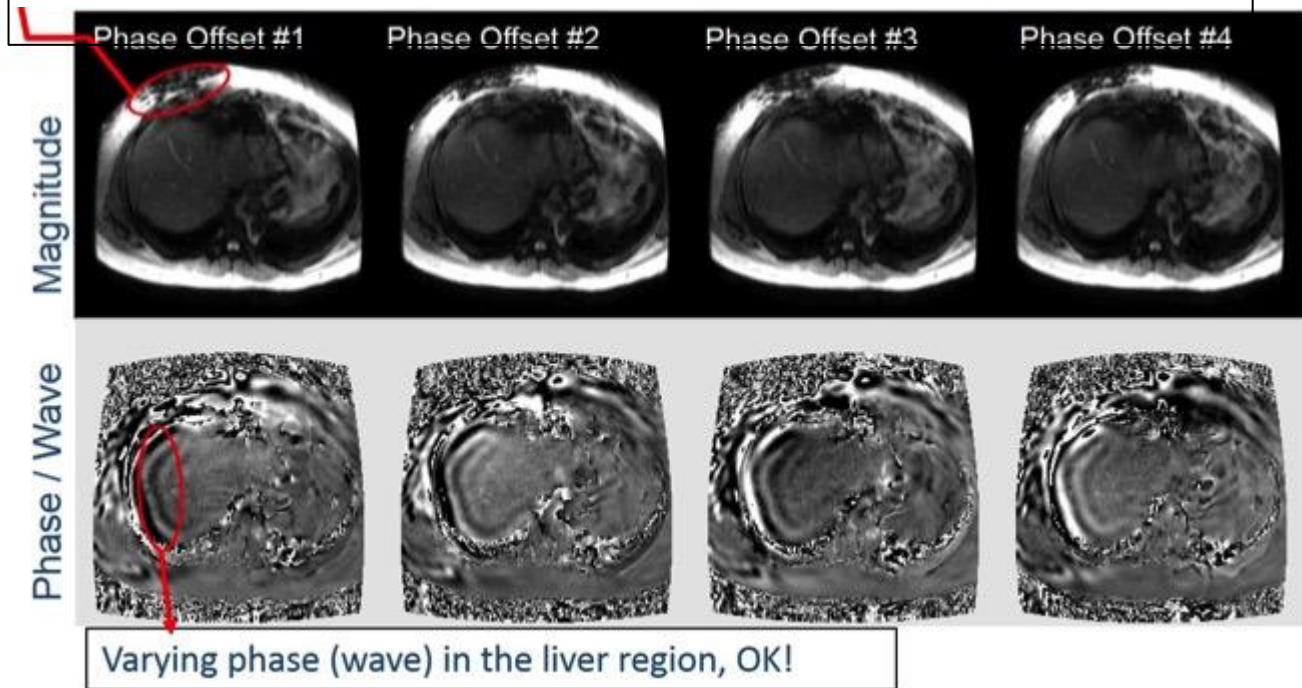 Phase Offset #1
Phase Offset #2
Phase Offset #3
Phase Offset #4
Magnitude
Phase / Wave
Varying phase (wave) in the liver region, OK!